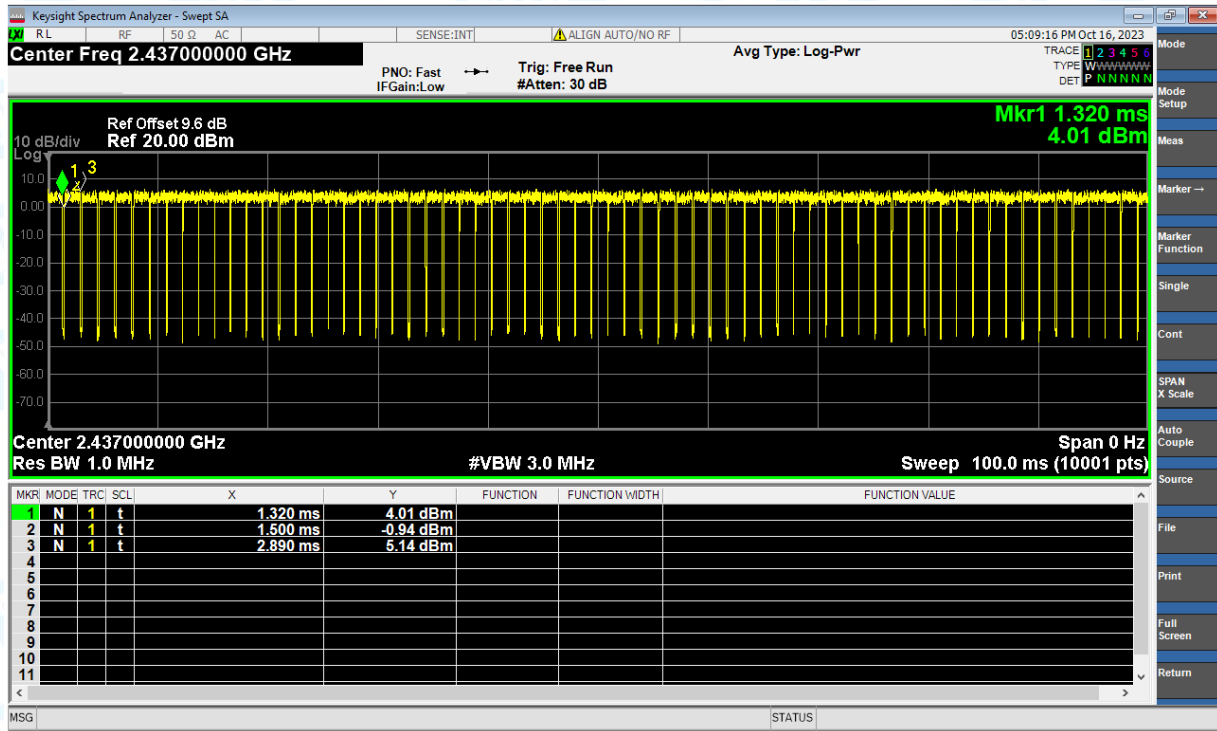 Keysight Spectrum Analyzer - Swept SA
LXI RL RF 50 Ω AC SENSE:INT ALIGN AUTO/NO RF 05:09:16 PM Oct 16, 2023
Center Freq 2.437000000 GHz
PNO: Fast
IFGain:Low
Trig: Free Run
#Atten: 30 dB
Avg Type: Log-Pwr
TRACE 1 2 3 4 5 6
TYPE WWWWWW
DET P N N N N N
Mkr1 1.320 ms
4.01 dBm
Ref Offset 9.6 dB
10 dB/div Ref 20.00 dBm
Log
1 2 3
10.0
0.00
-10.0
-20.0
-30.0
-40.0
-50.0
-60.0
-70.0
Center 2.437000000 GHz Span 0 Hz
Res BW 1.0 MHz #VBW 3.0 MHz Sweep 100.0 ms (10001 pts)
MKR MODE TRC SCL X Y FUNCTION FUNCTION WIDTH FUNCTION VALUE
1 N 1 t 1.320 ms 4.01 dBm
2 N 1 t 1.500 ms -0.94 dBm
3 N 1 t 2.890 ms 5.14 dBm
4
5
6
7
8
9
10
11
MSG STATUS
Mode
Mode
Setup
Meas
Marker →
Marker
Function
Single
Cont
SPAN
X Scale
Auto
Couple
Source
File
Print
Full
Screen
Return